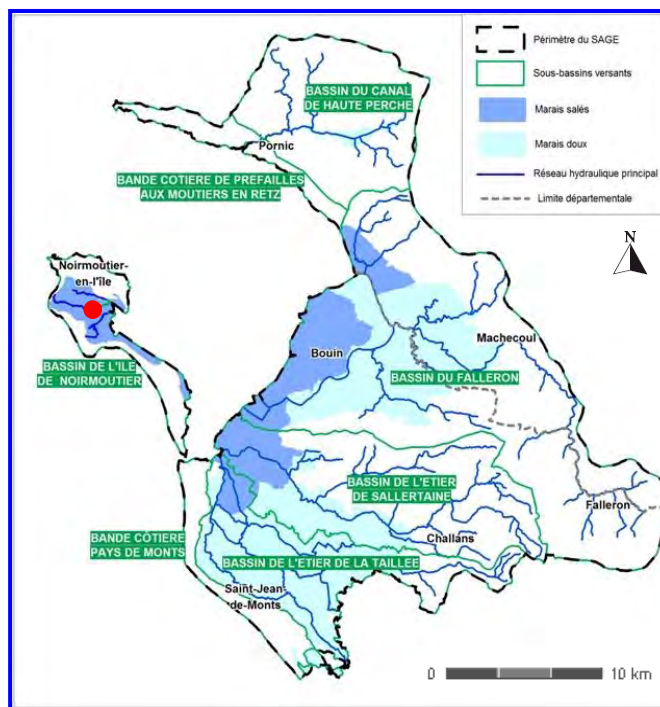 Périmètre du SAGE
Sous-bassins versants
Marais salés
Marais doux
Réseau hydraulique principal
Limite départementale
N
BASSIN DU CANAL
DE HAUTE PERCHE
Pornic
BANDE COTIERE DE PREFAILLES
AUX MOUTIERS EN RETZ
Noirmoutier-
en-l'île
BASSIN DE L'ILE
DE NOIRMOUTIER
Bouin
Machecoul
BASSIN DU FALLERON
BASSIN DE L'ETIER
DE SALLERTAINE
Falleron
Challans
BANDE CÔTIERE
PAYS DE MONTS
BASSIN DE L'ETIER DE LA TAILLEE
Saint-Jean-
de-Monts
0 10 km